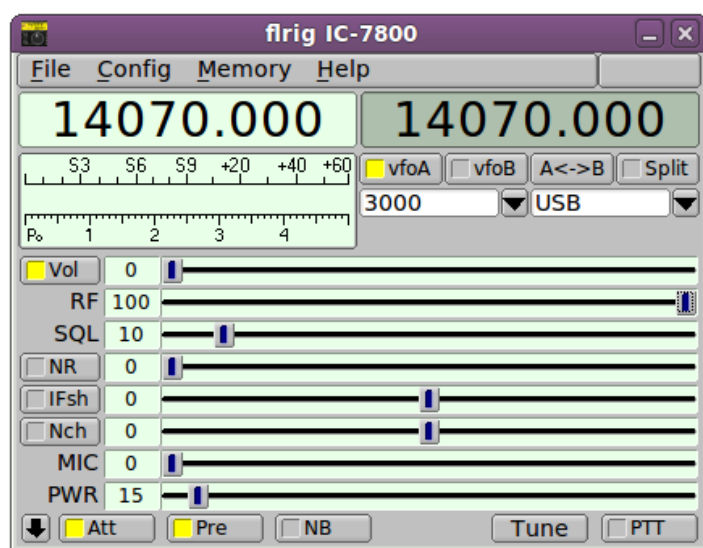 flrig IC-7800
File Config Memory Help
14070.000 14070.000
S3 S6 S9 +20 +40 +60
Po 1 2 3 4
vfoA vfoB A<->B Split
3000 USB
Vol 0
RF 100
SQL 10
NR 0
IFsh 0
Nch 0
MIC 0
PWR 15
Att Pre NB Tune PTT